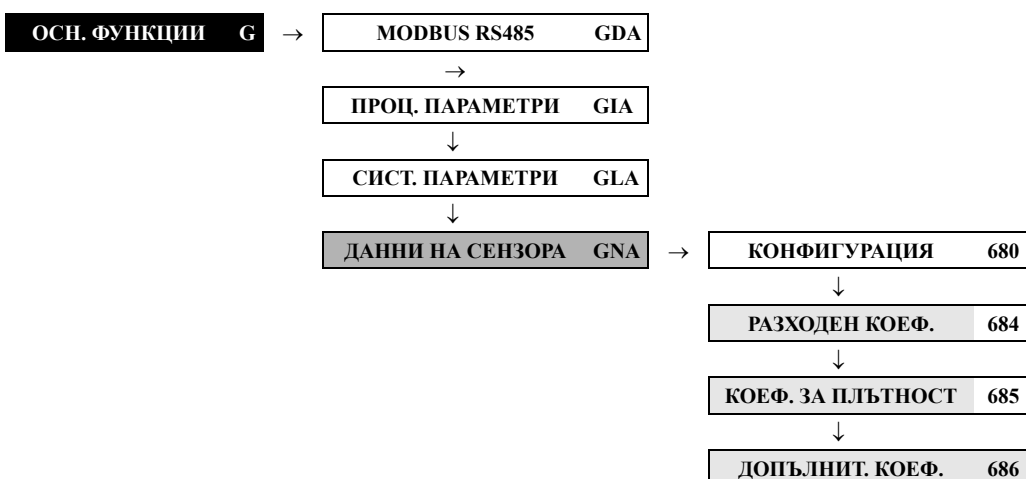 ОСН. ФУНКЦИИ G → MODBUS RS485 GDA
→
ПРОЦ. ПАРАМЕТРИ GIA
↓
СИСТ. ПАРАМЕТРИ GLA
↓
ДАННИ НА СЕНЗОРА GNA → КОНФИГУРАЦИЯ 680
↓
РАЗХОДЕН КОЕФ. 684
↓
КОЕФ. ЗА ПЛЪТНОСТ 685
↓
ДОПЪЛНИТ. КОЕФ. 686